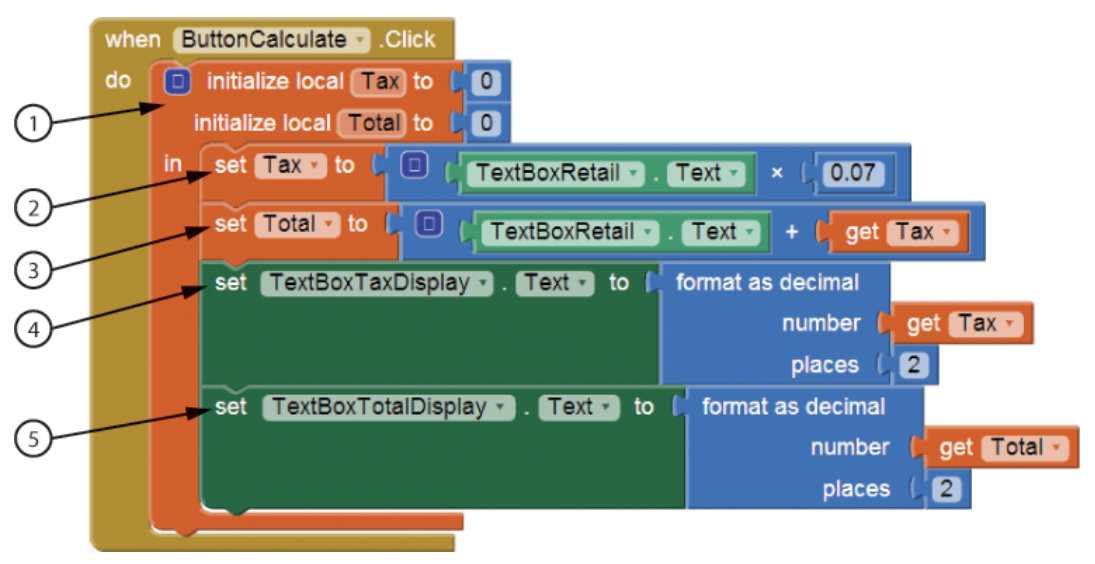 when ButtonCalculate .Click
do initialize local Tax to 0
1 initialize local Total to 0
in set Tax to TextBoxRetail . Text × 0.07
2
set Total to TextBoxRetail . Text + get Tax
3
set TextBoxTaxDisplay . Text to format as decimal
4 number get Tax
places 2
set TextBoxTotalDisplay . Text to format as decimal
5 number get Total
places 2